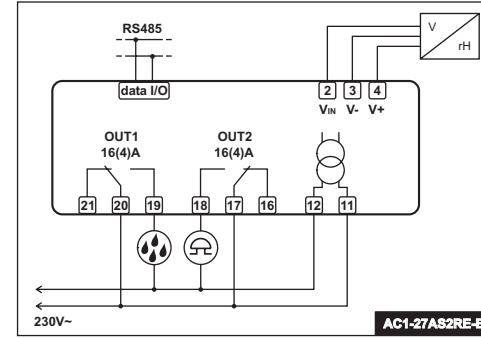 RS485
V
rH
data I/O
2 3 4
VIN V- V+
OUT1 OUT2
16(4)A 16(4)A
21 20 19 18 17 16 12 11
230V~